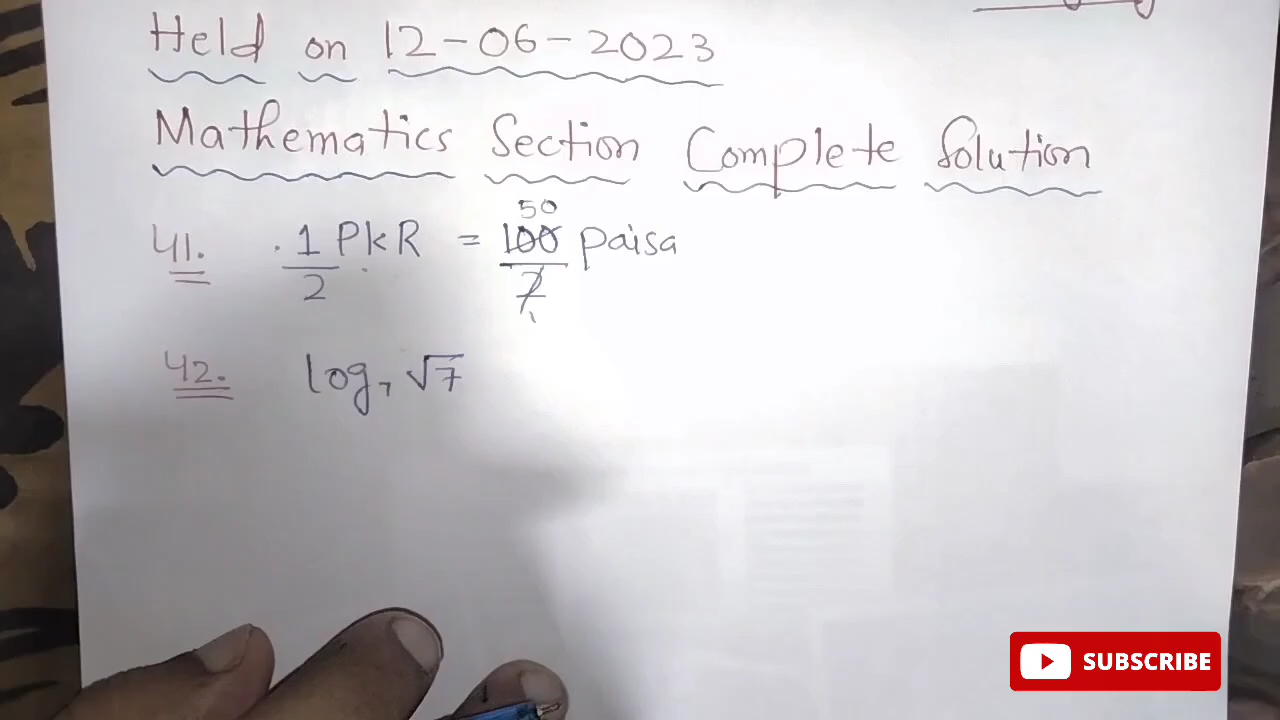 Held on 12-06-2023
Mathematics Section Complete Solution
50
41. 1/2 PkR = 100/2 Paisa
1
42. log₇ √7
SUBSCRIBE